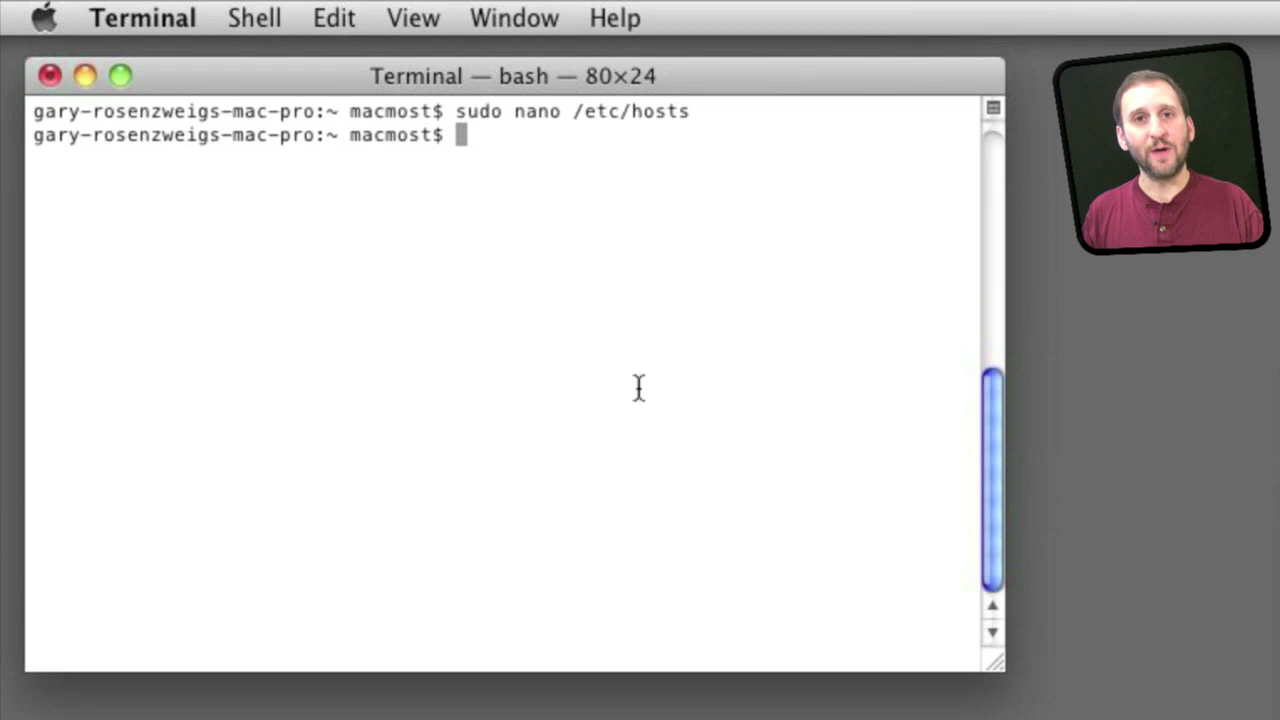 Terminal Shell Edit View Window Help
Terminal — bash — 80×24
gary-rosenzweigs-mac-pro:~ macmost$ sudo nano /etc/hosts
gary-rosenzweigs-mac-pro:~ macmost$